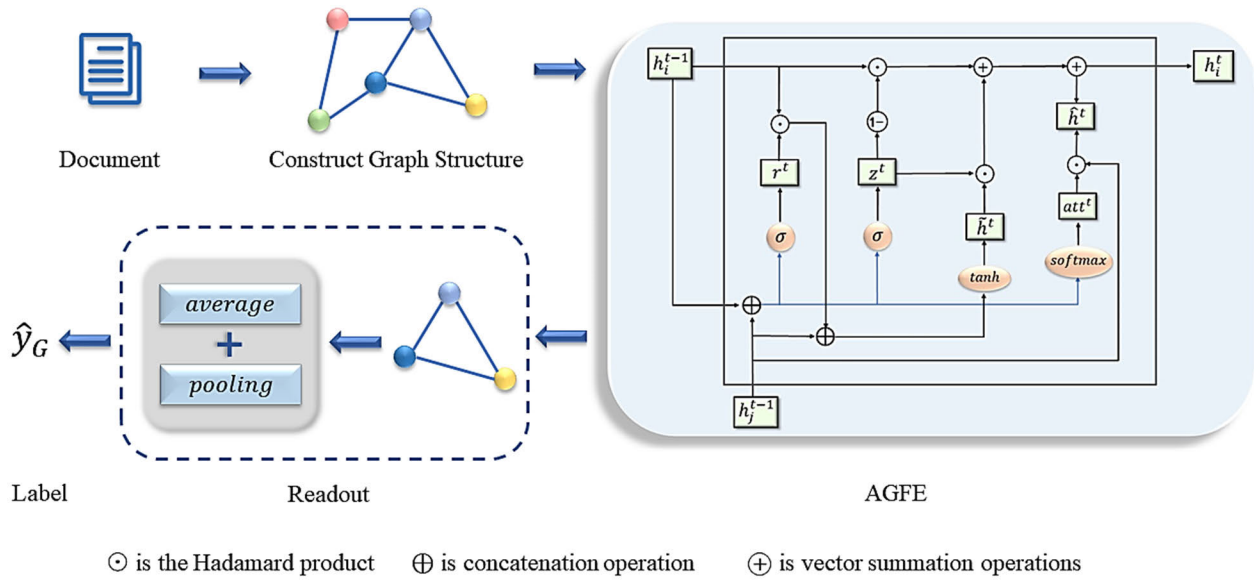 Document
Construct Graph Structure
h_i^{t-1}
h_i^t
ĥ^t
1-
r^t
z^t
att^t
h̃^t
σ
σ
softmax
tanh
h_j^{t-1}
average
+
pooling
ŷ_G
Label
Readout
AGFE
⊙ is the Hadamard product
⊕ is concatenation operation
⊕ is vector summation operations